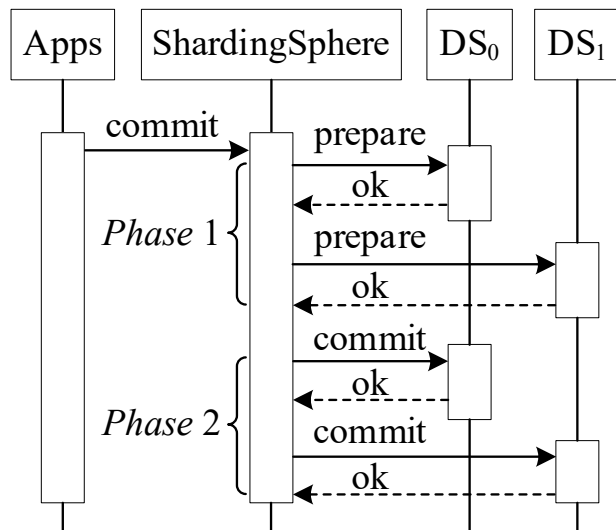 Apps
ShardingSphere
DS₀
DS₁
commit
prepare
ok
Phase 1
prepare
ok
commit
ok
Phase 2
commit
ok